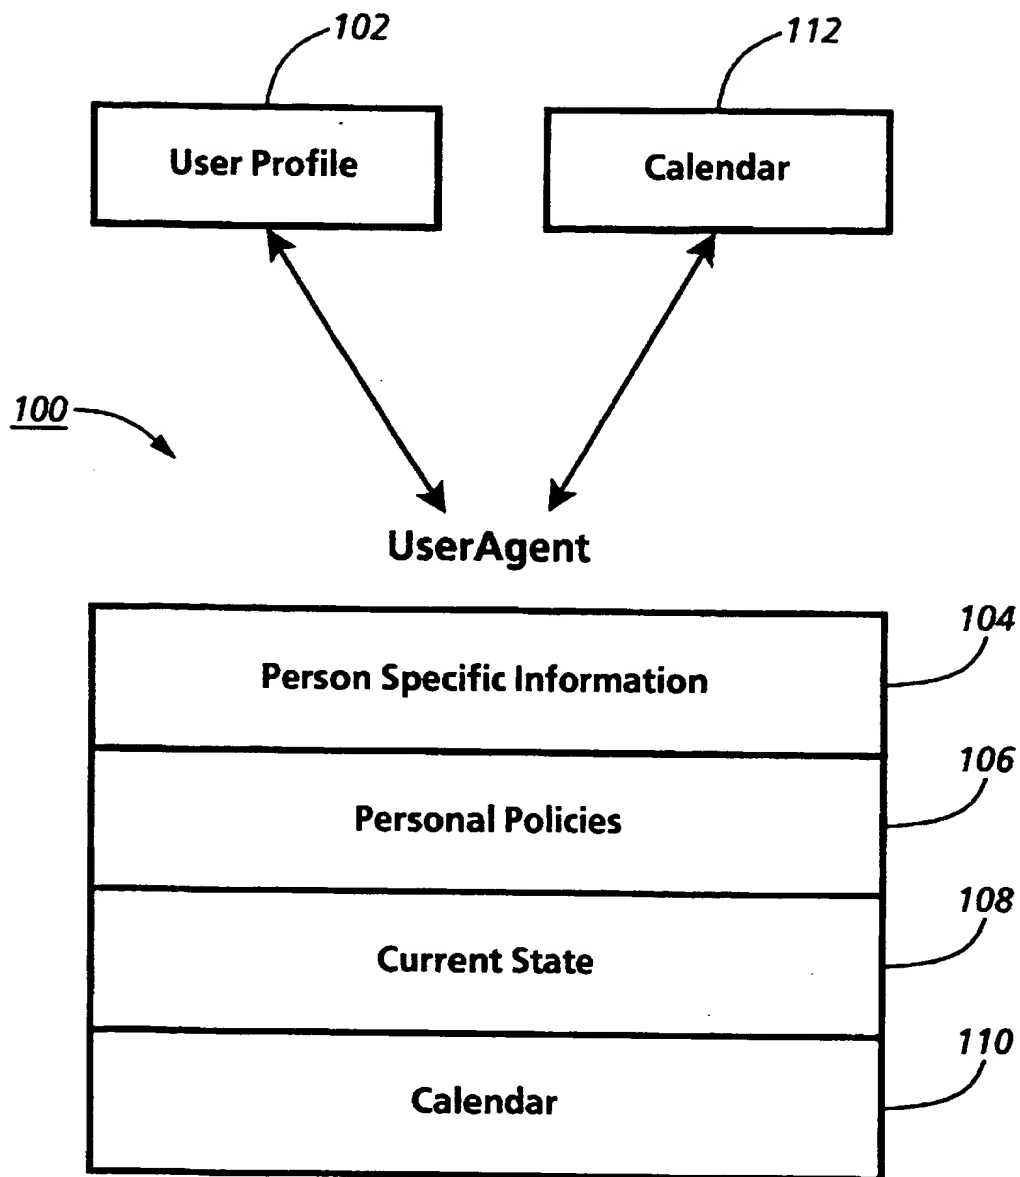 102
112
User Profile
Calendar
100
UserAgent
104
Person Specific Information
106
Personal Policies
108
Current State
110
Calendar